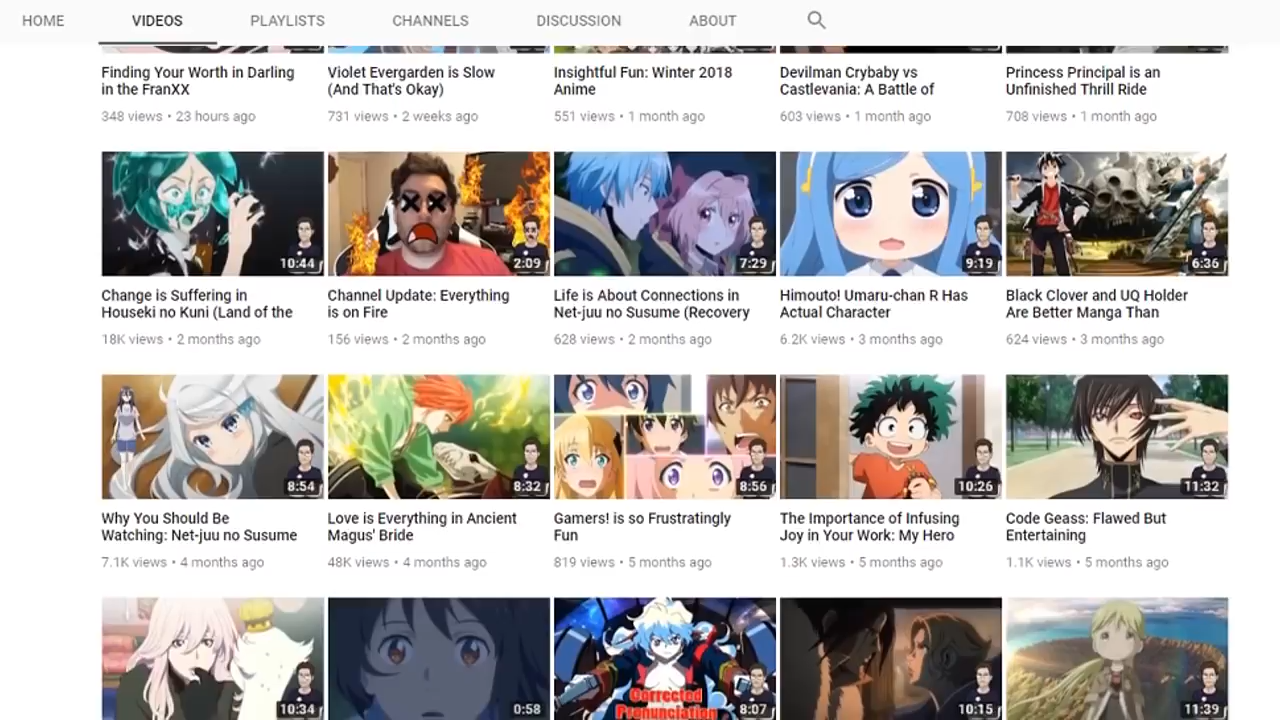 HOME VIDEOS PLAYLISTS CHANNELS DISCUSSION ABOUT
Finding Your Worth in Darling
in the FranXX
348 views • 23 hours ago
Violet Evergarden is Slow
(And That's Okay)
731 views • 2 weeks ago
Insightful Fun: Winter 2018
Anime
551 views • 1 month ago
Devilman Crybaby vs
Castlevania: A Battle of
603 views • 1 month ago
Princess Principal is an
Unfinished Thrill Ride
708 views • 1 month ago
10:44
Change is Suffering in
Houseki no Kuni (Land of the
18K views • 2 months ago
2:09
Channel Update: Everything
is on Fire
156 views • 2 months ago
7:29
Life is About Connections in
Net-juu no Susume (Recovery
628 views • 2 months ago
9:19
Himouto! Umaru-chan R Has
Actual Character
6.2K views • 3 months ago
6:36
Black Clover and UQ Holder
Are Better Manga Than
624 views • 3 months ago
8:54
Why You Should Be
Watching: Net-juu no Susume
7.1K views • 4 months ago
8:32
Love is Everything in Ancient
Magus' Bride
48K views • 4 months ago
8:56
Gamers! is so Frustratingly
Fun
819 views • 5 months ago
10:26
The Importance of Infusing
Joy in Your Work: My Hero
1.3K views • 5 months ago
11:32
Code Geass: Flawed But
Entertaining
1.1K views • 5 months ago
10:34
0:58
Corrected
Pronunciation
8:07
10:15
11:39